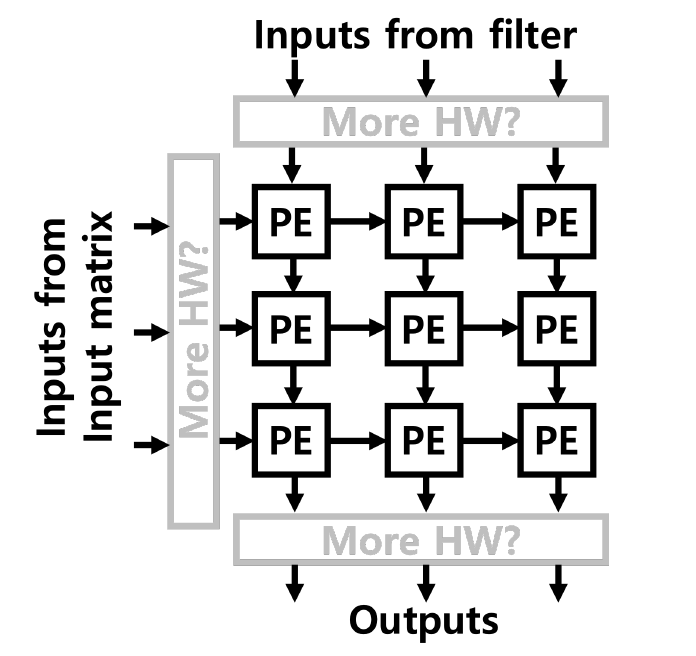 Inputs from filter
More HW?
Inputs from
Input matrix
More HW?
PE PE PE
PE PE PE
PE PE PE
More HW?
Outputs